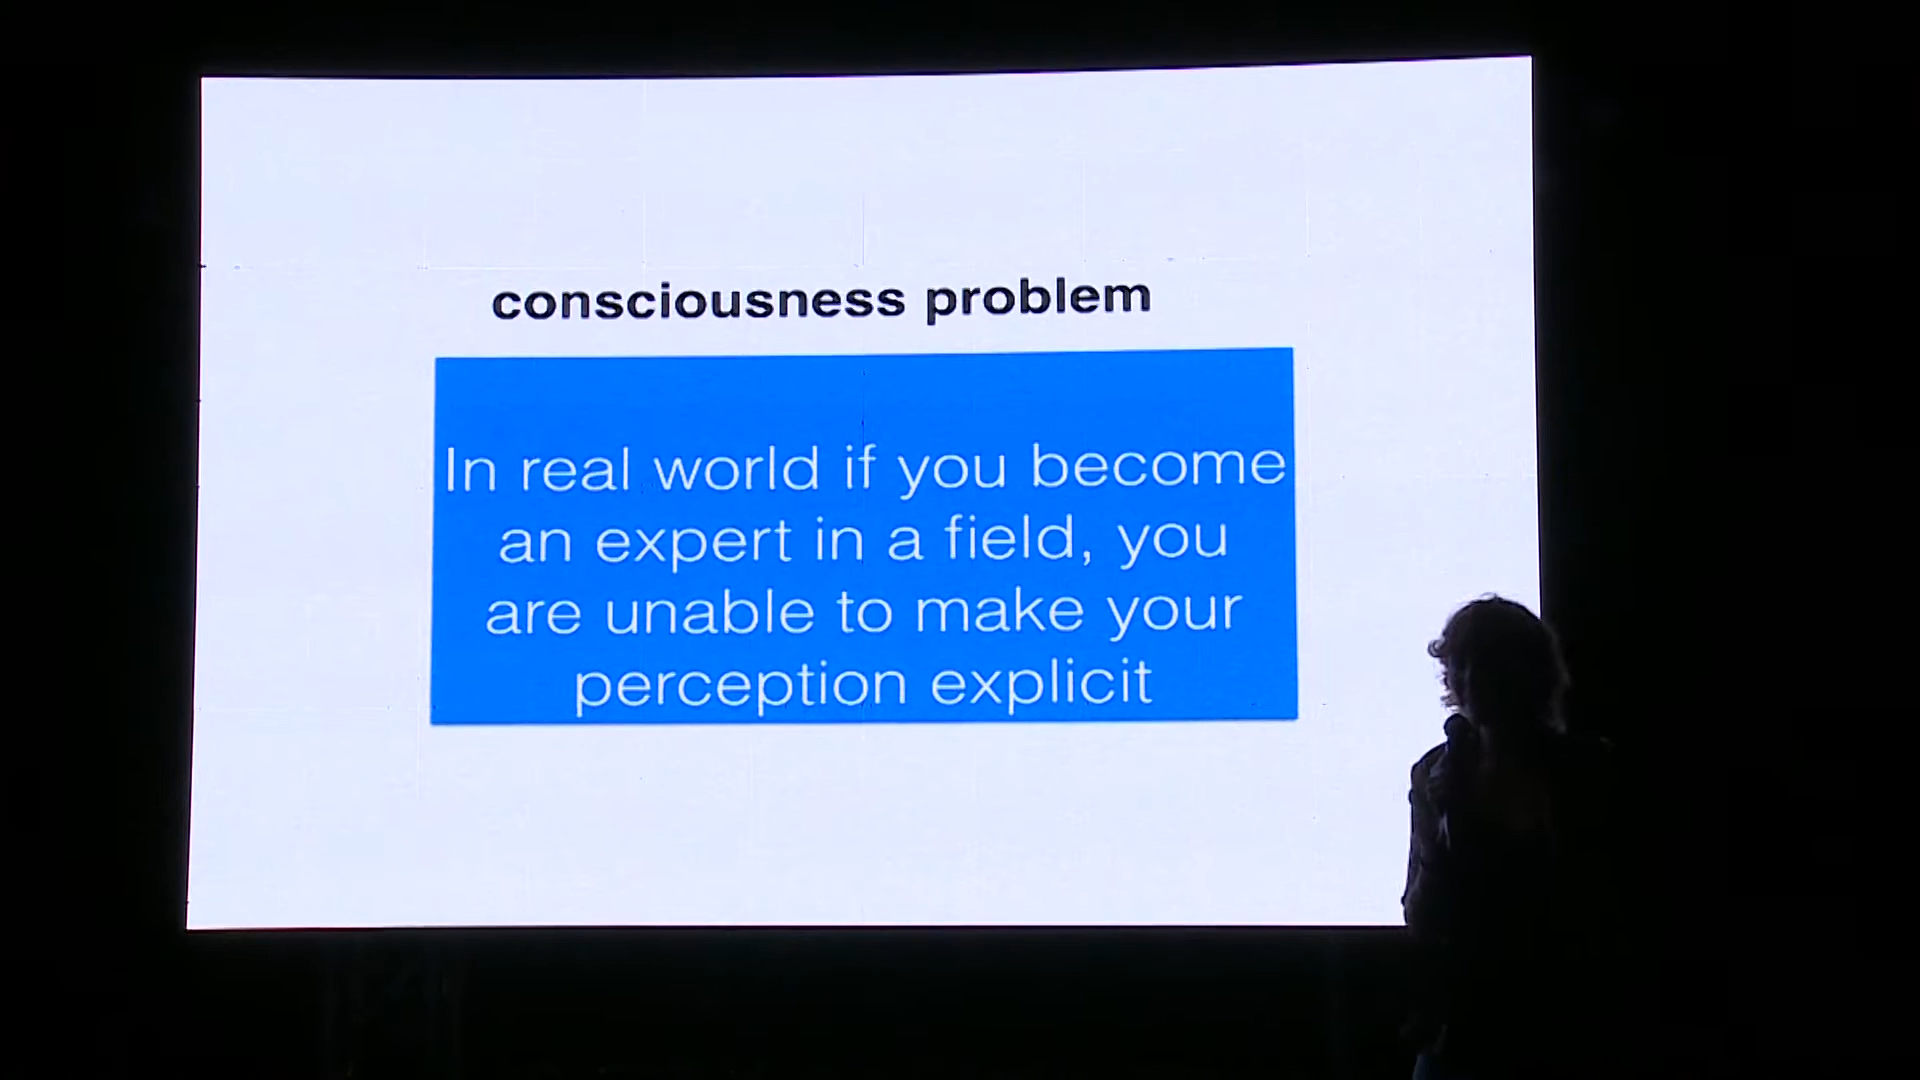 consciousness problem
In real world if you become
an expert in a field, you
are unable to make your
perception explicit